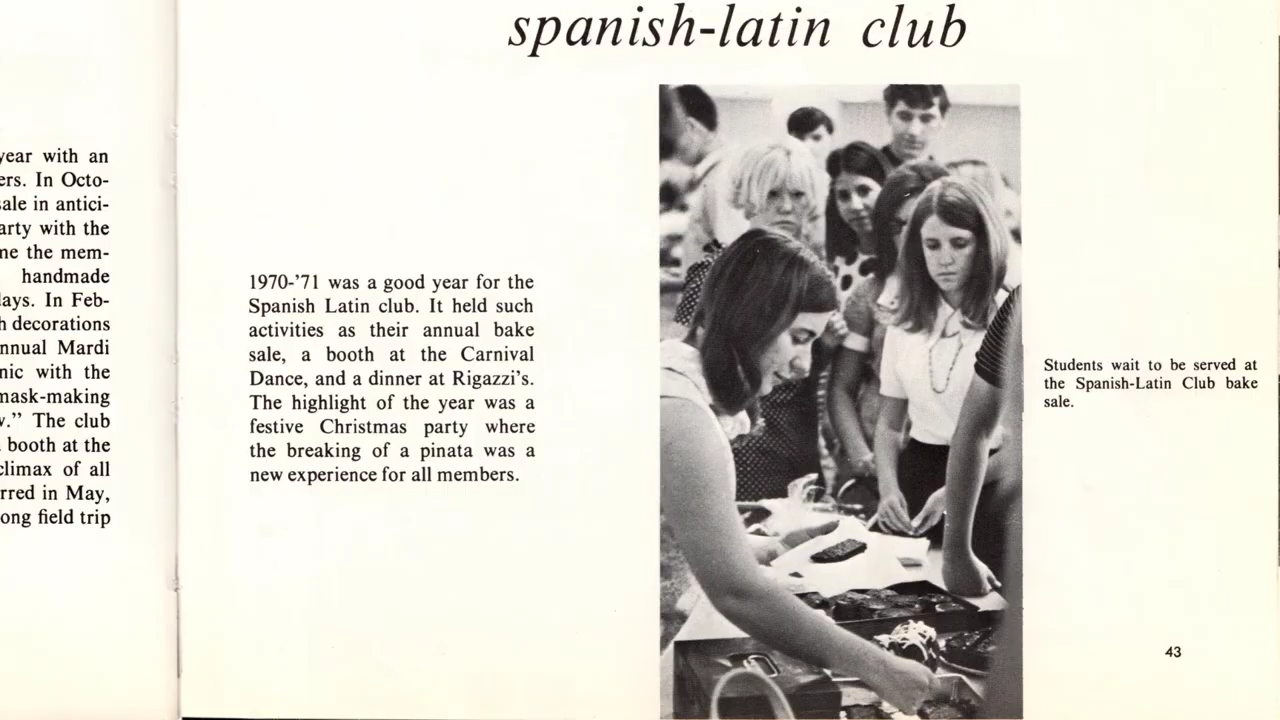 spanish-latin club
year with an
ers. In Octo-
sale in antici-
arty with the
me the mem-
handmade
days. In Feb-
h decorations
nnual Mardi
nic with the
mask-making
v." The club
booth at the
climax of all
rred in May,
ong field trip
1970-'71 was a good year for the
Spanish Latin club. It held such
activities as their annual bake
sale, a booth at the Carnival
Dance, and a dinner at Rigazzi's.
The highlight of the year was a
festive Christmas party where
the breaking of a pinata was a
new experience for all members.
Students wait to be served at
the Spanish-Latin Club bake
sale.
43